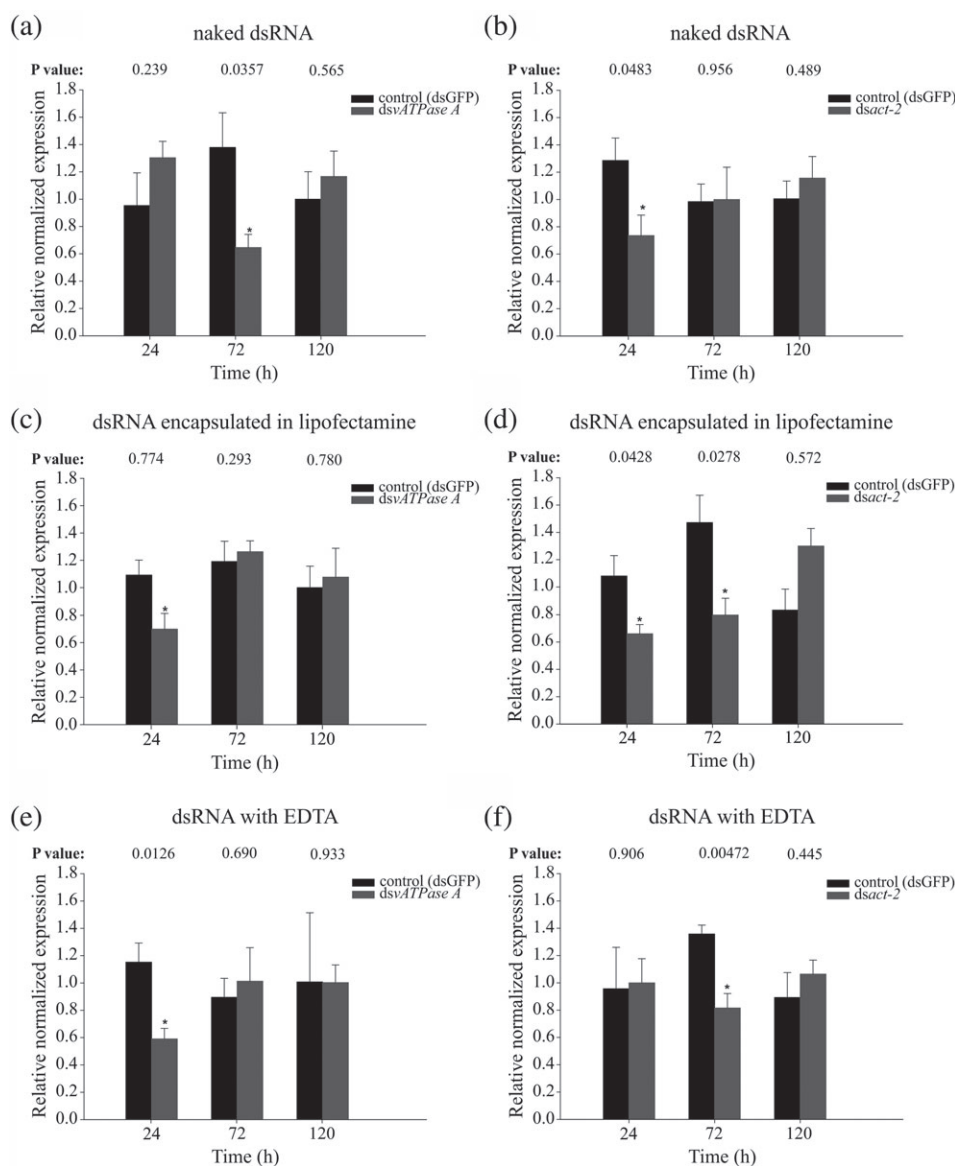 (a)
naked dsRNA
P value: 0.239 0.0357 0.565
control (dsGFP)
dsvATPase A
Relative normalized expression
1.8
1.6
1.4
1.2
1.0
0.8
0.6
0.4
0.2
0.0
*
24 72 120
Time (h)
(b)
naked dsRNA
P value: 0.0483 0.956 0.489
control (dsGFP)
dsact-2
Relative normalized expression
1.8
1.6
1.4
1.2
1.0
0.8
0.6
0.4
0.2
0.0
*
24 72 120
Time (h)
(c)
dsRNA encapsulated in lipofectamine
P value: 0.774 0.293 0.780
control (dsGFP)
dsvATPase A
Relative normalized expression
1.8
1.6
1.4
1.2
1.0
0.8
0.6
0.4
0.2
0.0
*
24 72 120
Time (h)
(d)
dsRNA encapsulated in lipofectamine
P value: 0.0428 0.0278 0.572
control (dsGFP)
dsact-2
Relative normalized expression
1.8
1.6
1.4
1.2
1.0
0.8
0.6
0.4
0.2
0.0
* *
24 72 120
Time (h)
(e)
dsRNA with EDTA
P value: 0.0126 0.690 0.933
control (dsGFP)
dsvATPase A
Relative normalized expression
1.8
1.6
1.4
1.2
1.0
0.8
0.6
0.4
0.2
0.0
*
24 72 120
Time (h)
(f)
dsRNA with EDTA
P value: 0.906 0.00472 0.445
control (dsGFP)
dsact-2
Relative normalized expression
1.8
1.6
1.4
1.2
1.0
0.8
0.6
0.4
0.2
0.0
*
24 72 120
Time (h)